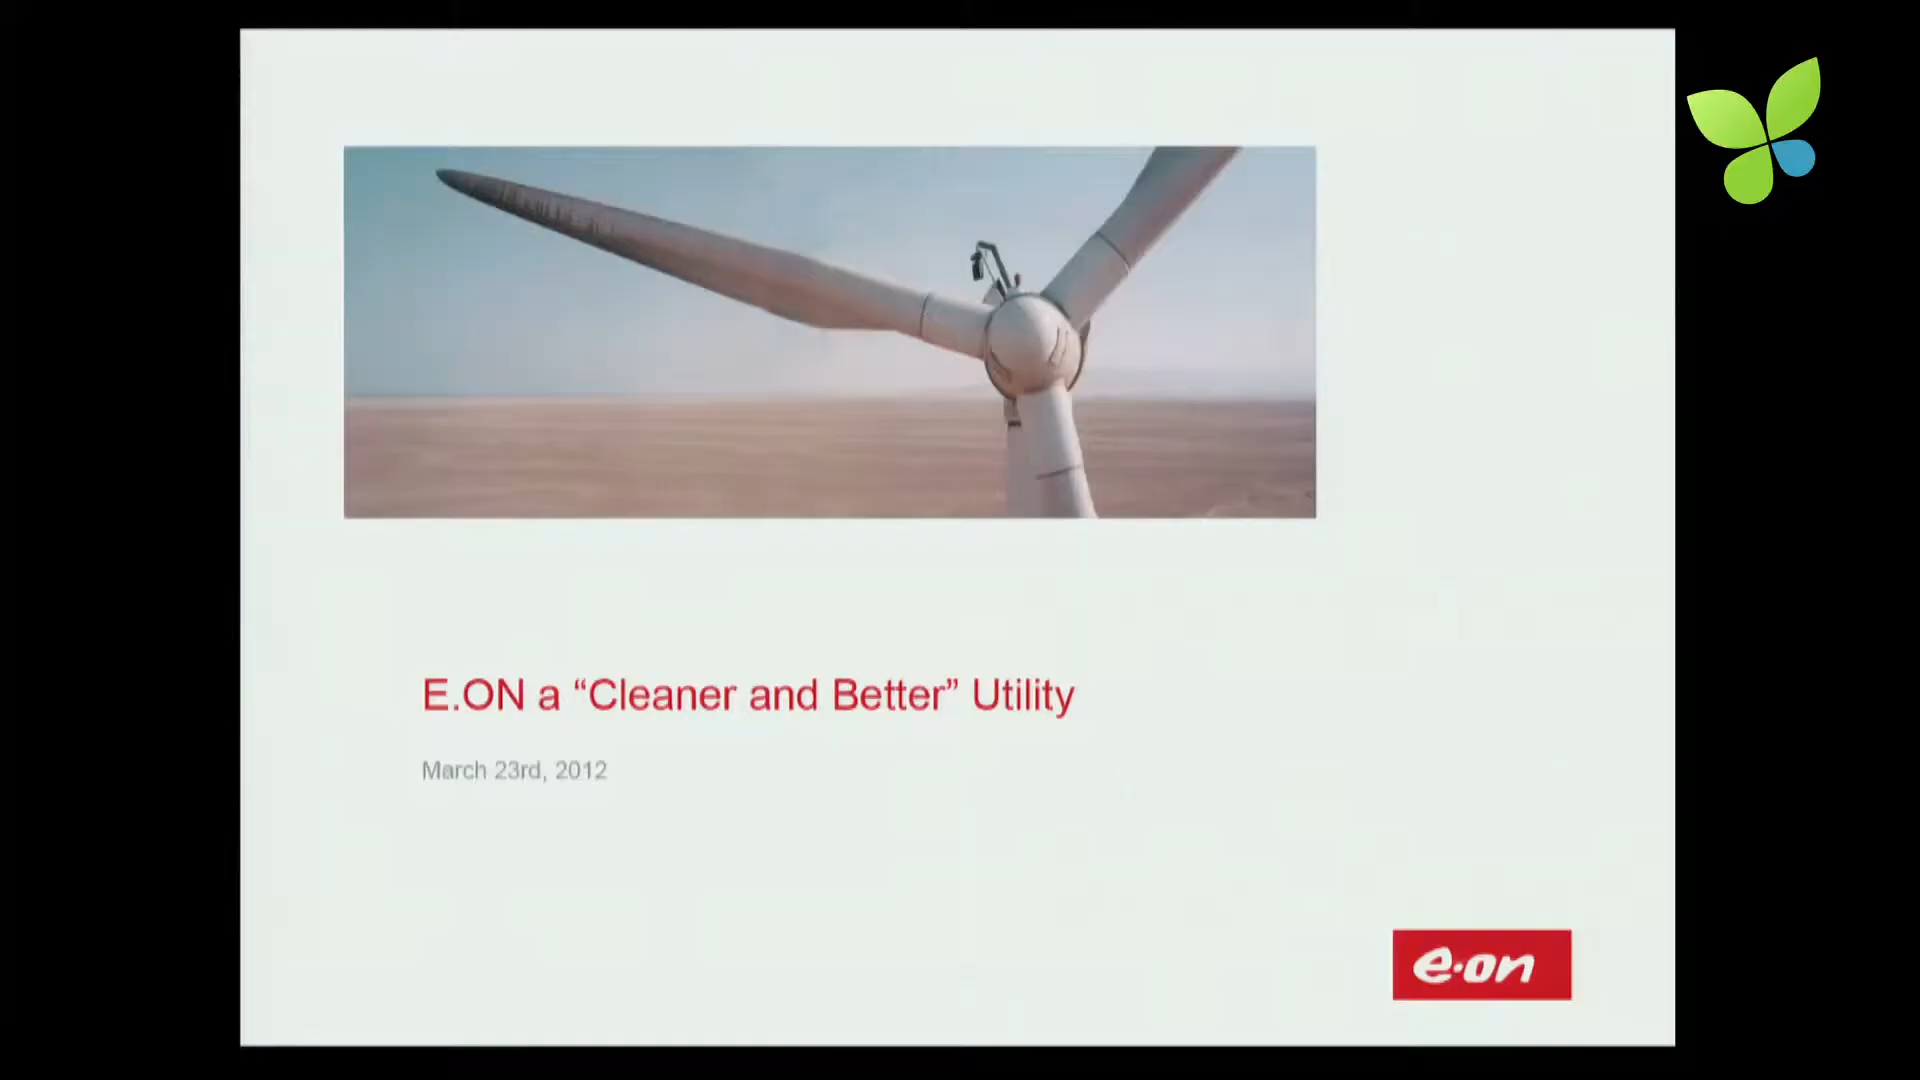 E.ON a “Cleaner and Better” Utility
March 23rd, 2012
e·on